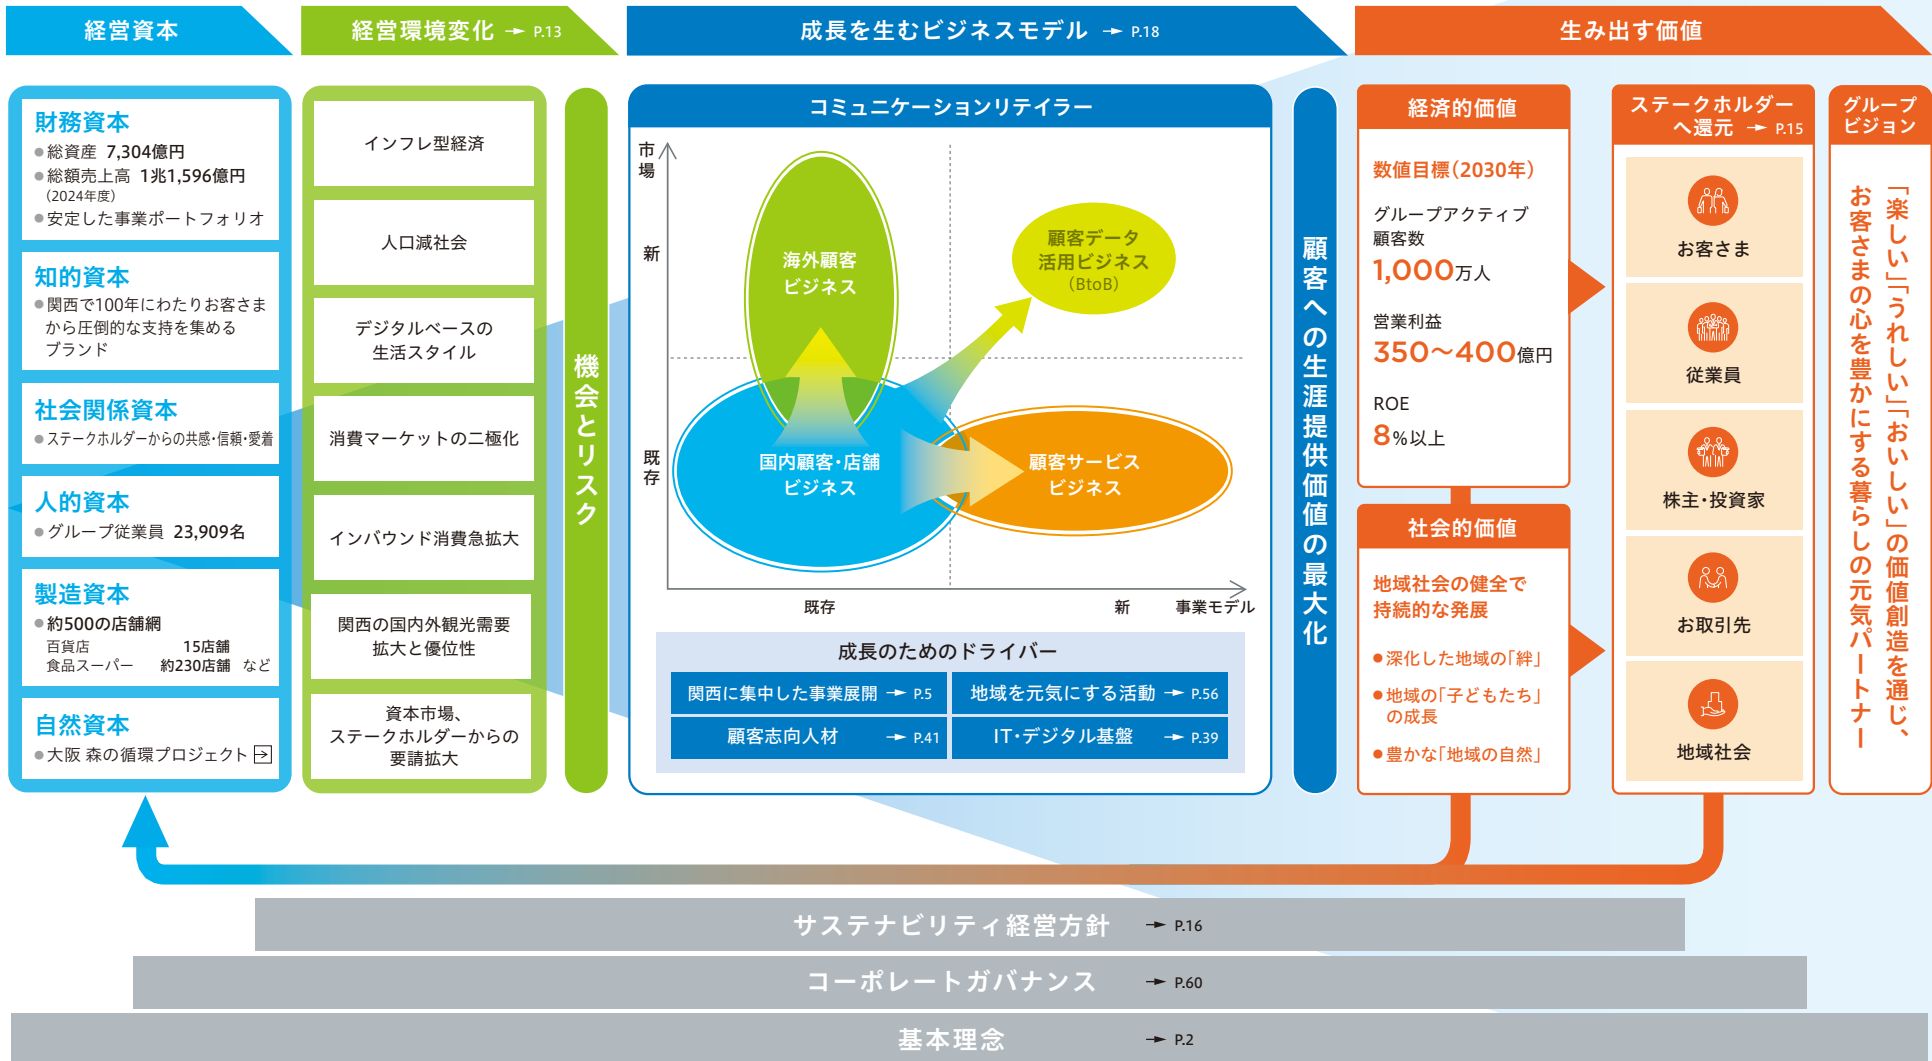 経営資本
経営環境変化 → P.13
成長を生むビジネスモデル → P.18
生み出す価値
財務資本
●総資産 7,304億円
●総額売上高 1兆1,596億円
(2024年度)
●安定した事業ポートフォリオ
知的資本
●関西で100年にわたりお客さま
から圧倒的な支持を集める
ブランド
社会関係資本
●ステークホルダーからの共感・信頼・愛着
人的資本
●グループ従業員 23,909名
製造資本
●約500の店舗網
百貨店 15店舗
食品スーパー 約230店舗 など
自然資本
●大阪 森の循環プロジェクト
インフレ型経済
人口減社会
デジタルベースの
生活スタイル
消費マーケットの二極化
インバウンド消費急拡大
関西の国内外観光需要
拡大と優位性
資本市場、
ステークホルダーからの
要請拡大
機会とリスク
コミュニケーションリテイラー
市場
新
既存
海外顧客
ビジネス
顧客データ
活用ビジネス
(BtoB)
国内顧客・店舗
ビジネス
顧客サービス
ビジネス
既存
新
事業モデル
成長のためのドライバー
関西に集中した事業展開 → P.5
地域を元気にする活動 → P.56
顧客志向人材 → P.41
IT・デジタル基盤 → P.39
顧客への生涯提供価値の最大化
経済的価値
数値目標(2030年)
グループアクティブ
顧客数
1,000万人
営業利益
350〜400億円
ROE
8%以上
社会的価値
地域社会の健全で
持続的な発展
●深化した地域の「絆」
●地域の「子どもたち」
の成長
●豊かな「地域の自然」
ステークホルダー
へ還元 → P.15
お客さま
従業員
株主・投資家
お取引先
地域社会
グループ
ビジョン
「楽しい」「うれしい」「おいしい」の価値創造を通じ、
お客さまの心を豊かにする暮らしの元気パートナー
サステナビリティ経営方針 → P.16
コーポレートガバナンス → P.60
基本理念 → P.2